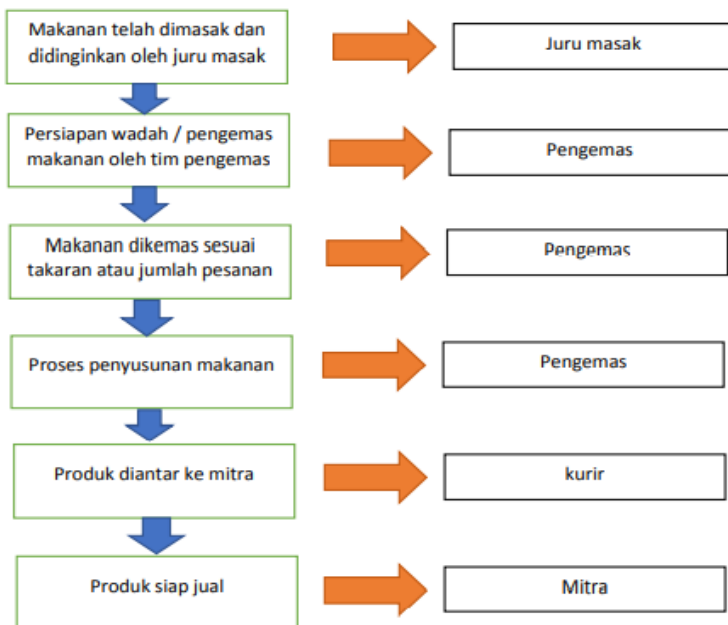 Makanan telah dimasak dan
didinginkan oleh juru masak
Juru masak
Persiapan wadah / pengemas
makanan oleh tim pengemas
Pengemas
Makanan dikemas sesuai
takaran atau jumlah pesanan
Pengemas
Proses penyusunan makanan
Pengemas
Produk diantar ke mitra
kurir
Produk siap jual
Mitra